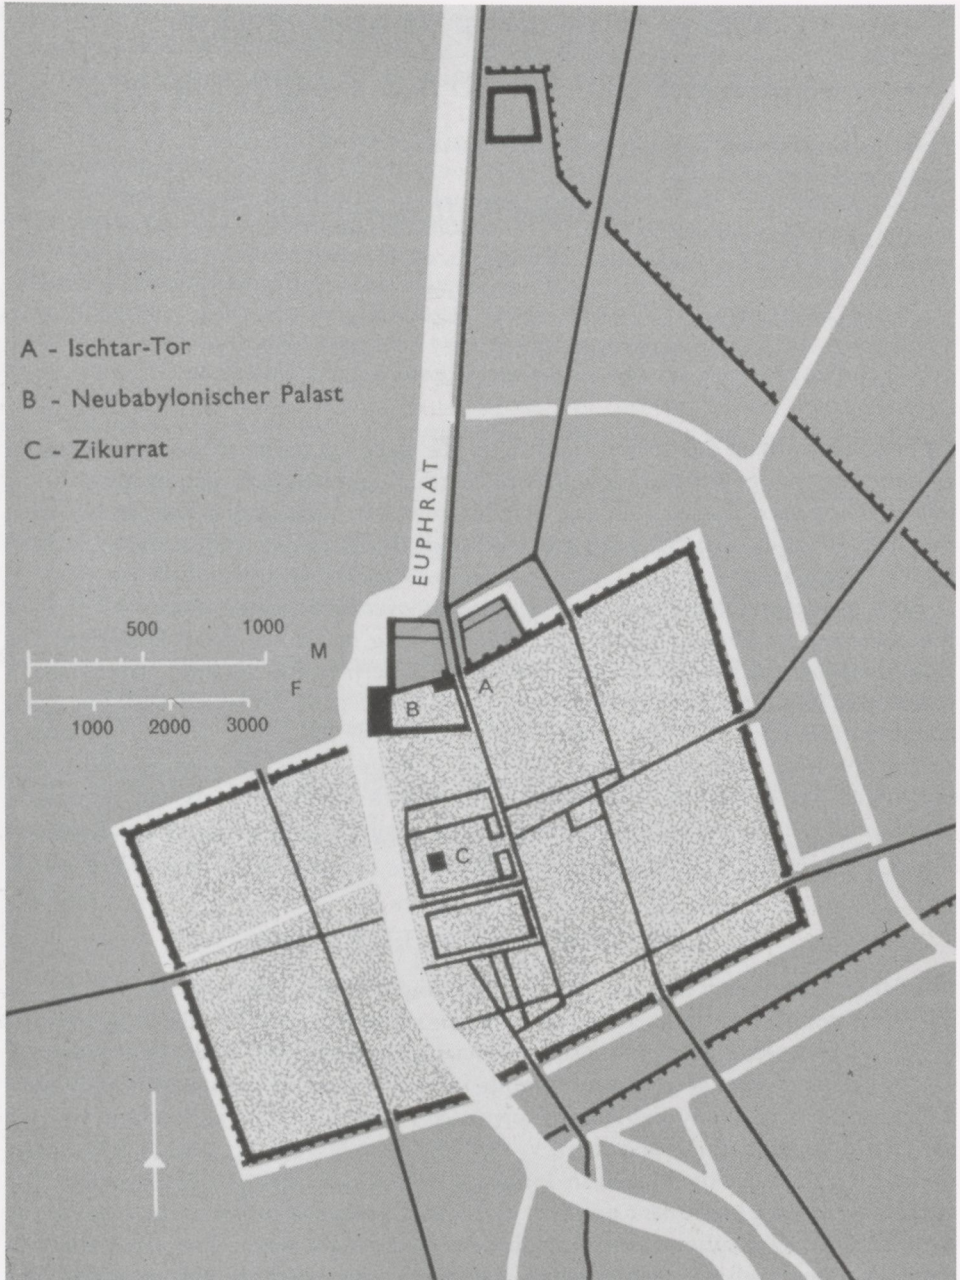 A - Ischtar-Tor
B - Neubabylonischer Palast
C - Zikurrat
EUPHRAT
500 1000
M
F
1000 2000 3000
A
B
C